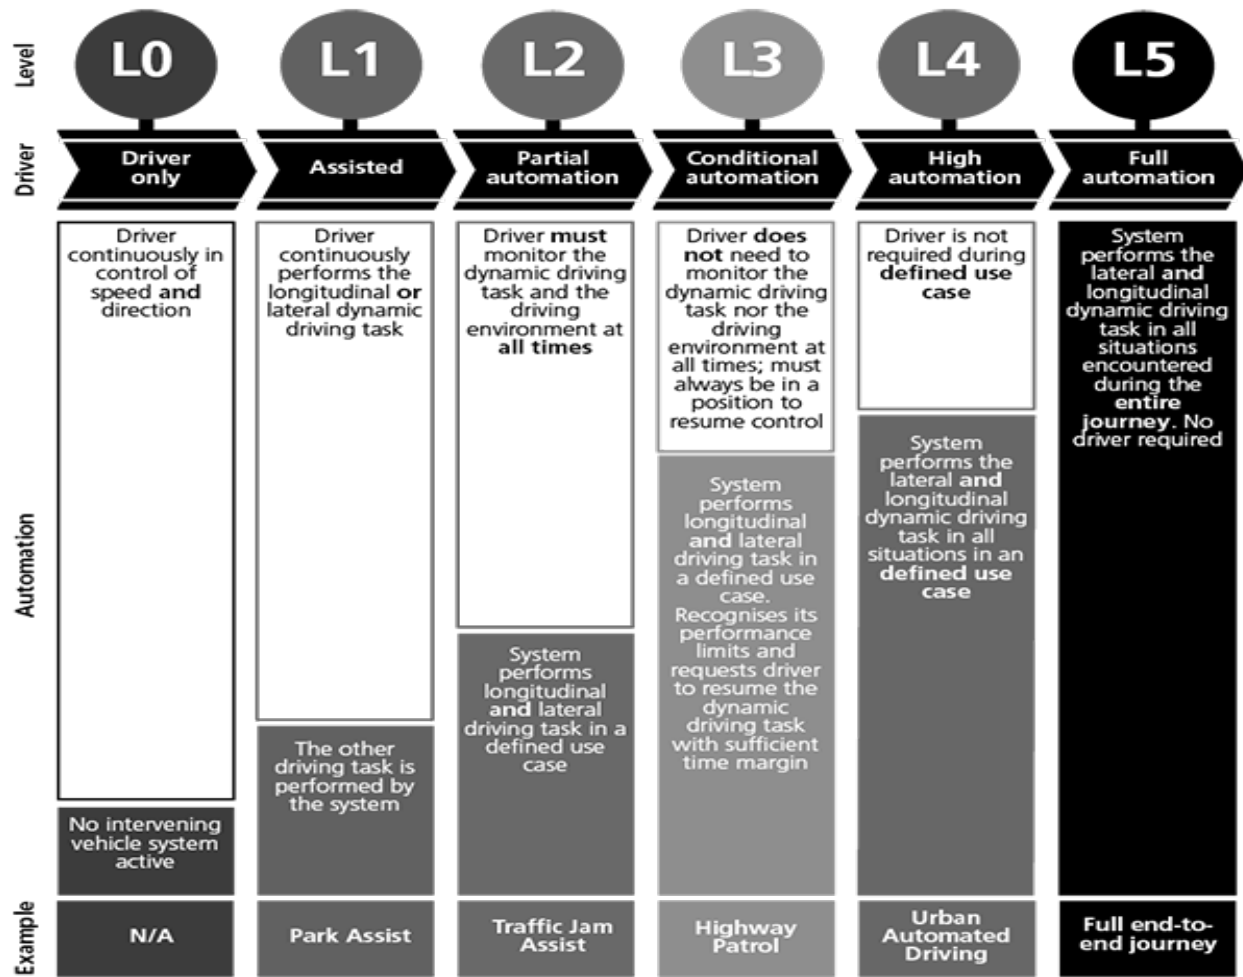 Level
L0
L1
L2
L3
L4
L5
Driver
Driver
only
Assisted
Partial
automation
Conditional
automation
High
automation
Full
automation
Automation
Driver
continuously in
control of
speed and
direction
No intervening
vehicle system
active
Driver
continuously
performs the
longitudinal or
lateral dynamic
driving task
The other
driving task is
performed by
the system
Driver must
monitor the
dynamic driving
task and the
driving
environment at
all times
System
performs
longitudinal
and lateral
driving task in a
defined use
case
Driver does
not need to
monitor the
dynamic driving
task nor the
driving
environment at
all times; must
always be in a
position to
resume control
System
performs
longitudinal
and lateral
driving task in
a defined use
case.
Recognises its
performance
limits and
requests driver
to resume the
dynamic
driving task
with sufficient
time margin
Driver is not
required during
defined use
case
System
performs the
lateral and
longitudinal
dynamic driving
task in all
situations in an
defined use
case
System
performs the
lateral and
longitudinal
dynamic driving
task in all
situations
encountered
during the
entire
journey. No
driver required
Example
N/A
Park Assist
Traffic Jam
Assist
Highway
Patrol
Urban
Automated
Driving
Full end-to-
end journey